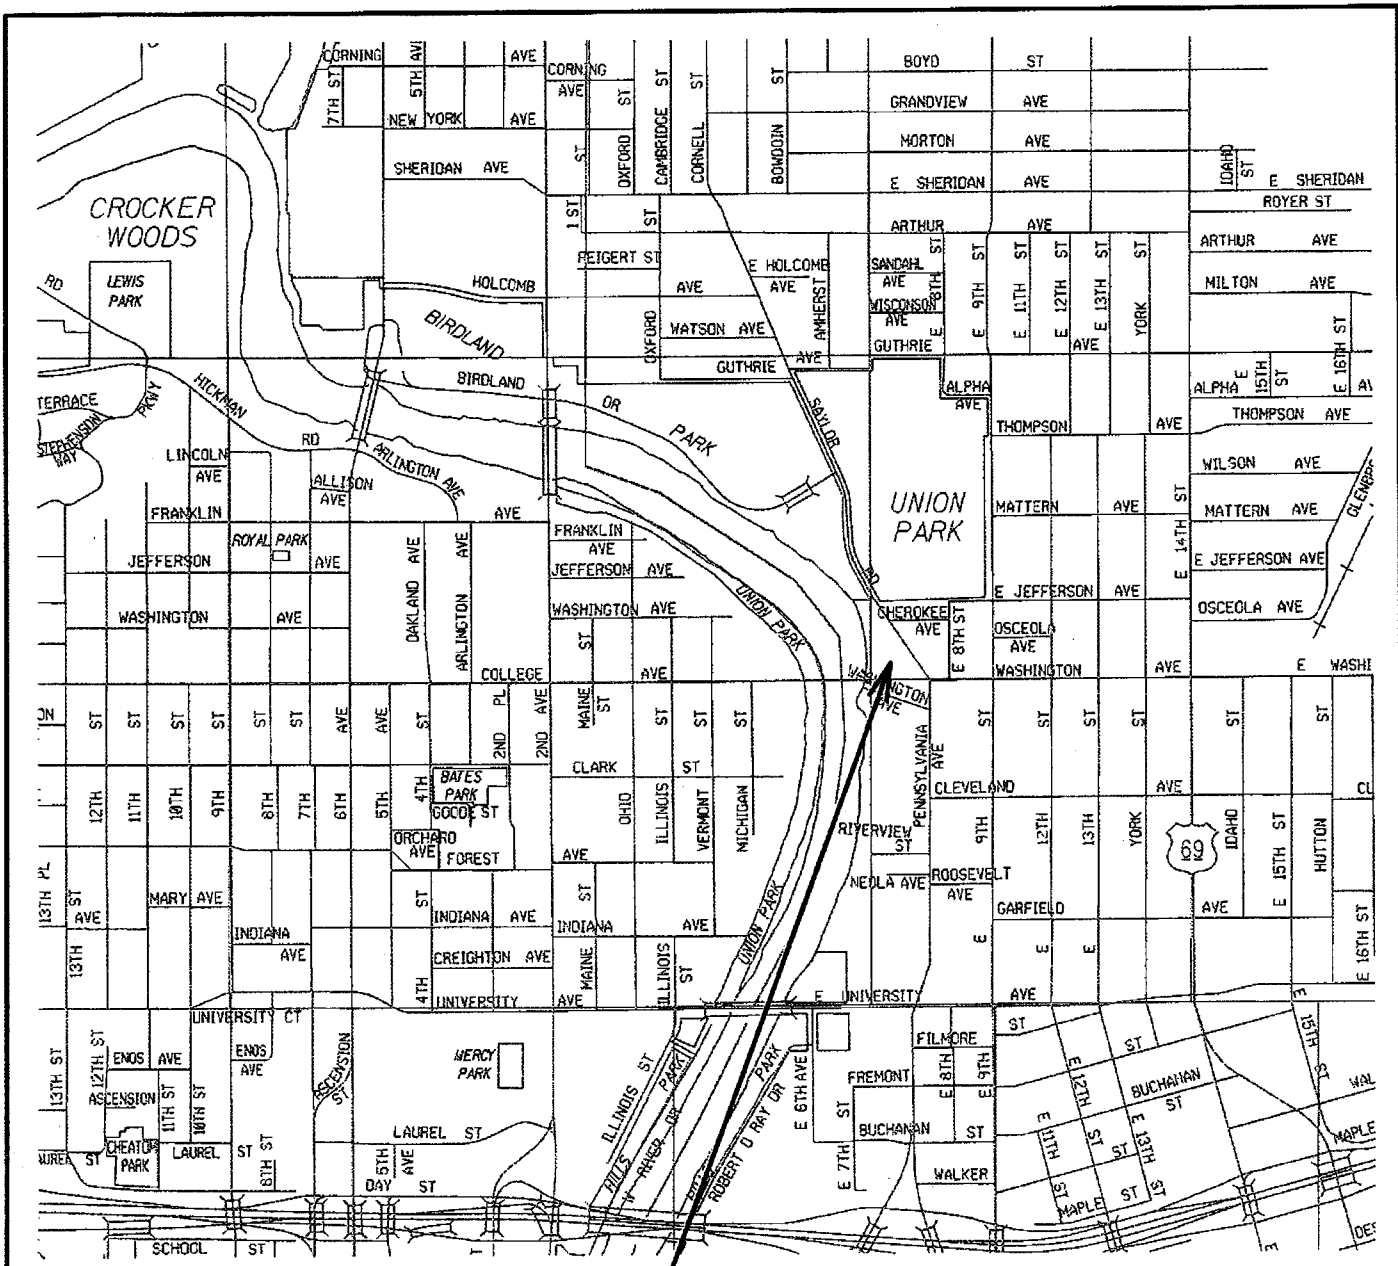 CORNING
AVE
7TH ST
5TH AVE
NEW YORK
AVE
SHERIDAN AVE
CORNING
AVE
ST
OXFORD
ST
CAMBRIDGE
ST
CORNELL
ST
BOWDOIN
ST
BOYD ST
GRANDVIEW AVE
MORTON AVE
E SHERIDAN AVE
ARTHUR AVE
IDAHO
ST
E SHERIDAN
ROYER ST
ARTHUR AVE
MILTON AVE
CROCKER
WOODS
LEWIS
PARK
RD
HOLCOMB
AVE
BIRDLAND
1 ST
ST
FEIGERT ST
E HOLCOMB
AVE
WATSON AVE
OXFORD
GUTHRIE
AVE
AMHERST
SANDAHL
AVE
WISCONSON
AVE
GUTHRIE
AVE
E 8TH ST
E 9TH ST
E 11TH ST
E 12TH ST
E 13TH ST
YORK ST
E 16TH ST
E 15TH ST
ALPHA
AVE
ALPHA
THOMPSON AVE
THOMPSON AVE
TERRACE
STEPHENSON
WAY
PKWY
HICKMAN
RD
BIRDLAND
DR
PARK
SAYLOR
RD
LINCOLN
AVE
ALLISON
AVE
ARLINGTON AVE
FRANKLIN AVE
ROYAL PARK
JEFFERSON AVE
WASHINGTON AVE
OAKLAND AVE
ARLINGTON AVE
FRANKLIN
AVE
JEFFERSON AVE
WASHINGTON AVE
UNION PARK
UNION
PARK
MATTERN AVE
WILSON AVE
MATTERN AVE
E 14TH ST
E JEFFERSON AVE
E JEFFERSON AVE
OSCEOLA AVE
CHEROKEE
AVE
E 8TH ST
OSCEOLA
AVE
WASHINGTON AVE
E WASHI
COLLEGE AVE
MAINE
ST
ST
12TH ST
11TH ST
10TH ST
9TH ST
8TH ST
7TH ST
6TH AVE
5TH AVE
4TH ST
2ND PL
2ND AVE
BATES
PARK
GOODE ST
ORCHARD
AVE
FOREST AVE
CLARK ST
OHIO
ILLINOIS ST
VERMONT ST
MICHIGAN
PENNSYLVANIA
AVE
CLEVELAND AVE
RIVERVIEW
ST
NEOLA AVE
ROOSEVELT
AVE
GARFIELD AVE
E 9TH ST
E 12TH ST
E 13TH
YORK ST
69
IDAHO ST
E 15TH ST
HUTTON ST
E 16TH ST
CL
13TH PL
ST
AVE
13TH
MARY AVE
INDIANA
AVE
4TH ST
INDIANA AVE
CREIGHTON AVE
UNIVERSITY AVE
INDIANA AVE
MAINE ST
ILLINOIS
ST
UNION PARK
E UNIVERSITY AVE
UNIVERSITY CT
13TH ST
12TH ST
ENOS AVE
ENOS
AVE
ASCENSION
ASCENSION
ST
11TH ST
10TH ST
CHEATOM
PARK
LAUREL ST
8TH ST
MERCY
PARK
LAUREL ST
5TH
AVE
DAY ST
SCHOOL ST
ILLINOIS ST
PARK
HILLS
W RIVER DR
PARK
ROBERT D RAY DR
E 6TH AVE
E 7TH ST
FILMORE ST
FREMONT
BUCHANAN ST
WALKER
E 8TH
E 9TH
E 12TH
ST
E 11TH
ST
E 13TH
ST
BUCHANAN
ST
ST
ST
MAPLE ST
E 15TH
ST
MAPLE